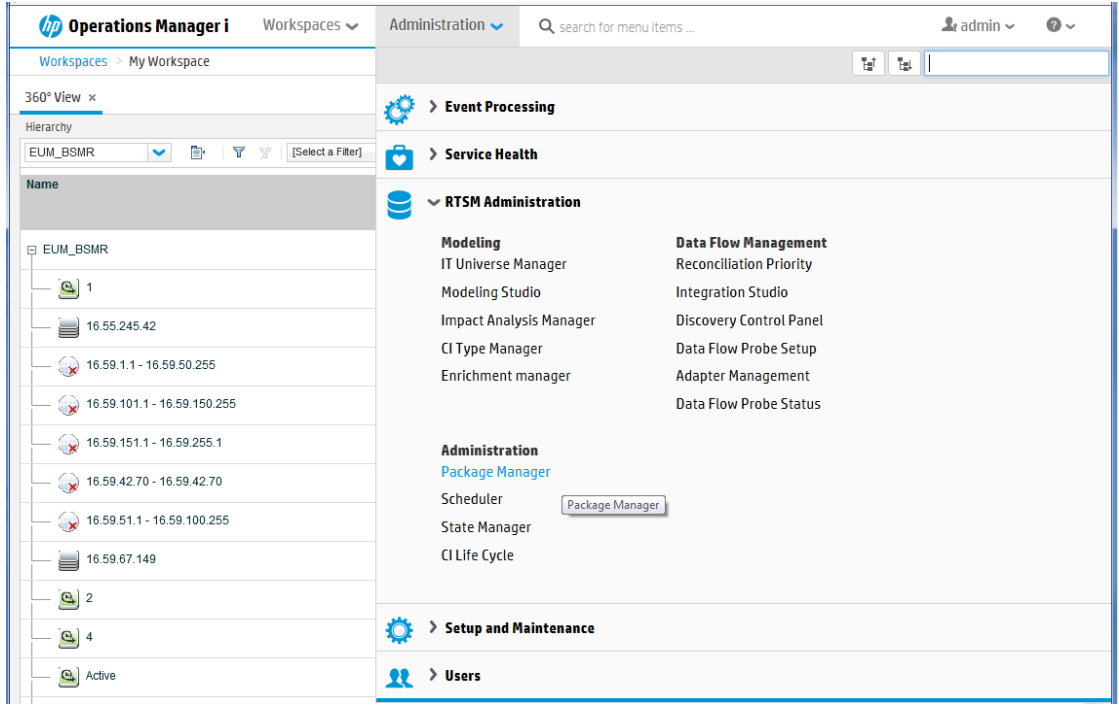 hp Operations Manager i Workspaces Administration search for menu items ... admin ?
Workspaces > My Workspace
360° View ×
Hierarchy
EUM_BSMR [Select a Filter]
Name
EUM_BSMR
1
16.55.245.42
16.59.1.1 - 16.59.50.255
16.59.101.1 - 16.59.150.255
16.59.151.1 - 16.59.255.1
16.59.42.70 - 16.59.42.70
16.59.51.1 - 16.59.100.255
16.59.67.149
2
4
Active
Event Processing
Service Health
RTSM Administration
Modeling
IT Universe Manager
Modeling Studio
Impact Analysis Manager
CI Type Manager
Enrichment manager
Data Flow Management
Reconciliation Priority
Integration Studio
Discovery Control Panel
Data Flow Probe Setup
Adapter Management
Data Flow Probe Status
Administration
Package Manager
Scheduler
Package Manager
State Manager
CI Life Cycle
Setup and Maintenance
Users